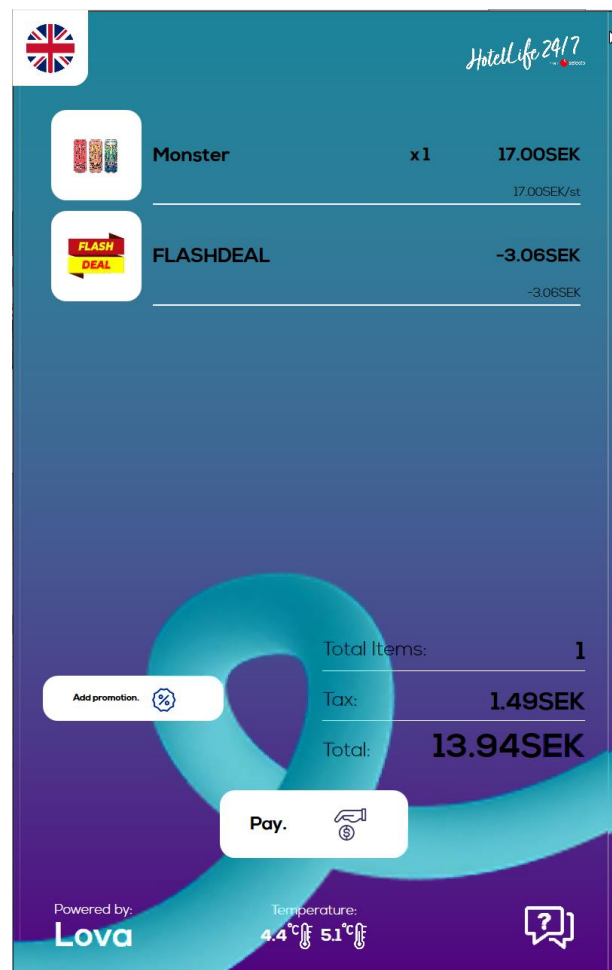 HotelLife 24/7
Monster x1 17.00SEK
17.00SEK/st
FLASH
DEAL
FLASHDEAL -3.06SEK
-3.06SEK
Total Items: 1
Add promotion.
Tax: 1.49SEK
Total: 13.94SEK
Pay.
Powered by:
Lova
Temperature:
4.4°C 5.1°C